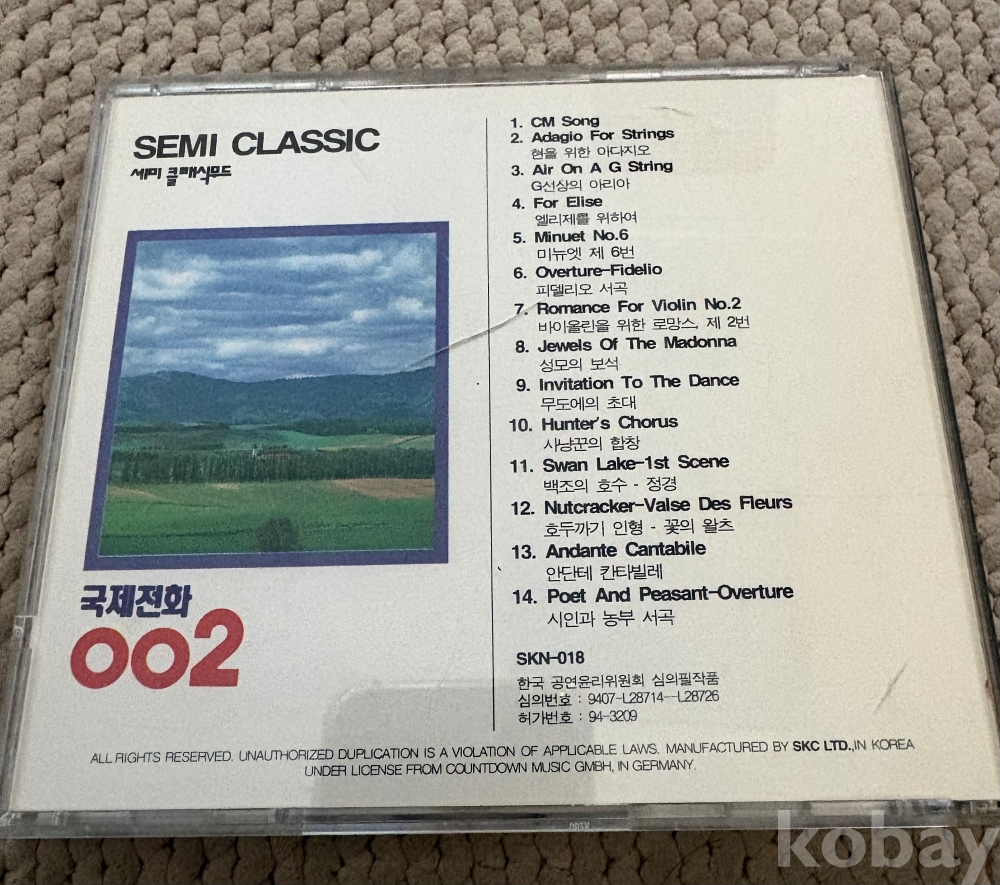 SEMI CLASSIC
세미 클래식무드
국제전화
002
1. CM Song
2. Adagio For Strings
현을 위한 아다지오
3. Air On A G String
G선상의 아리아
4. For Elise
엘리제를 위하여
5. Minuet No.6
미뉴엣 제 6번
6. Overture-Fidelio
피델리오 서곡
7. Romance For Violin No.2
바이올린을 위한 로망스, 제 2번
8. Jewels Of The Madonna
성모의 보석
9. Invitation To The Dance
무도에의 초대
10. Hunter's Chorus
사냥꾼의 합창
11. Swan Lake-1st Scene
백조의 호수 - 정경
12. Nutcracker-Valse Des Fleurs
호두까기 인형 - 꽃의 왈츠
13. Andante Cantabile
안단테 칸타빌레
14. Poet And Peasant-Overture
시인과 농부 서곡
SKN-018
한국 공연윤리위원회 심의필작품
심의번호 : 9407-L28714--L28726
허가번호 : 94-3209
ALL RIGHTS RESERVED. UNAUTHORIZED DUPLICATION IS A VIOLATION OF APPLICABLE LAWS. MANUFACTURED BY SKC LTD.,IN KOREA
UNDER LICENSE FROM COUNTDOWN MUSIC GMBH, IN GERMANY.
kobay